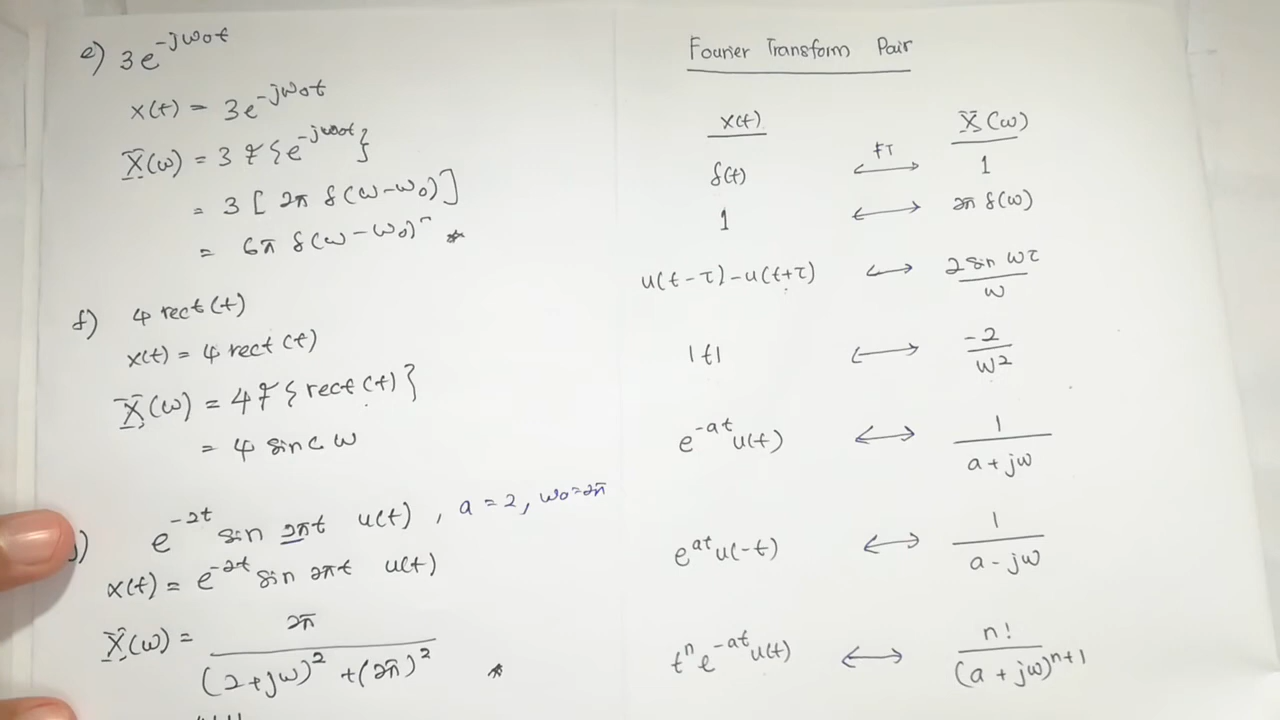 e) 3e^{-jω₀t}
x(t) = 3e^{-jω₀t}
X(ω) = 3 F{e^{-jω₀t}}
= 3 [ 2π δ(ω-ω₀) ]
= 6π δ(ω-ω₀)
f) 4 rect(t)
x(t) = 4 rect(t)
X(ω) = 4 F{rect(t)}
= 4 sinc ω
) e^{-2t} sin 2πt u(t) , a = 2, ω₀=2π
x(t) = e^{-2t} sin 2πt u(t)
X(ω) = 2π / (2+jω)² + (2π)²
Fourier Transform Pair
x(t) X(ω)
δ(t) ←FT→ 1
1 ↔ 2π δ(ω)
u(t-τ) - u(t+τ) ↔ 2 sin ωτ / ω
|t| ↔ -2 / ω²
e^{-at} u(t) ↔ 1 / a + jω
e^{at} u(-t) ↔ 1 / a - jω
t^n e^{-at} u(t) ↔ n! / (a + jω)^{n+1}